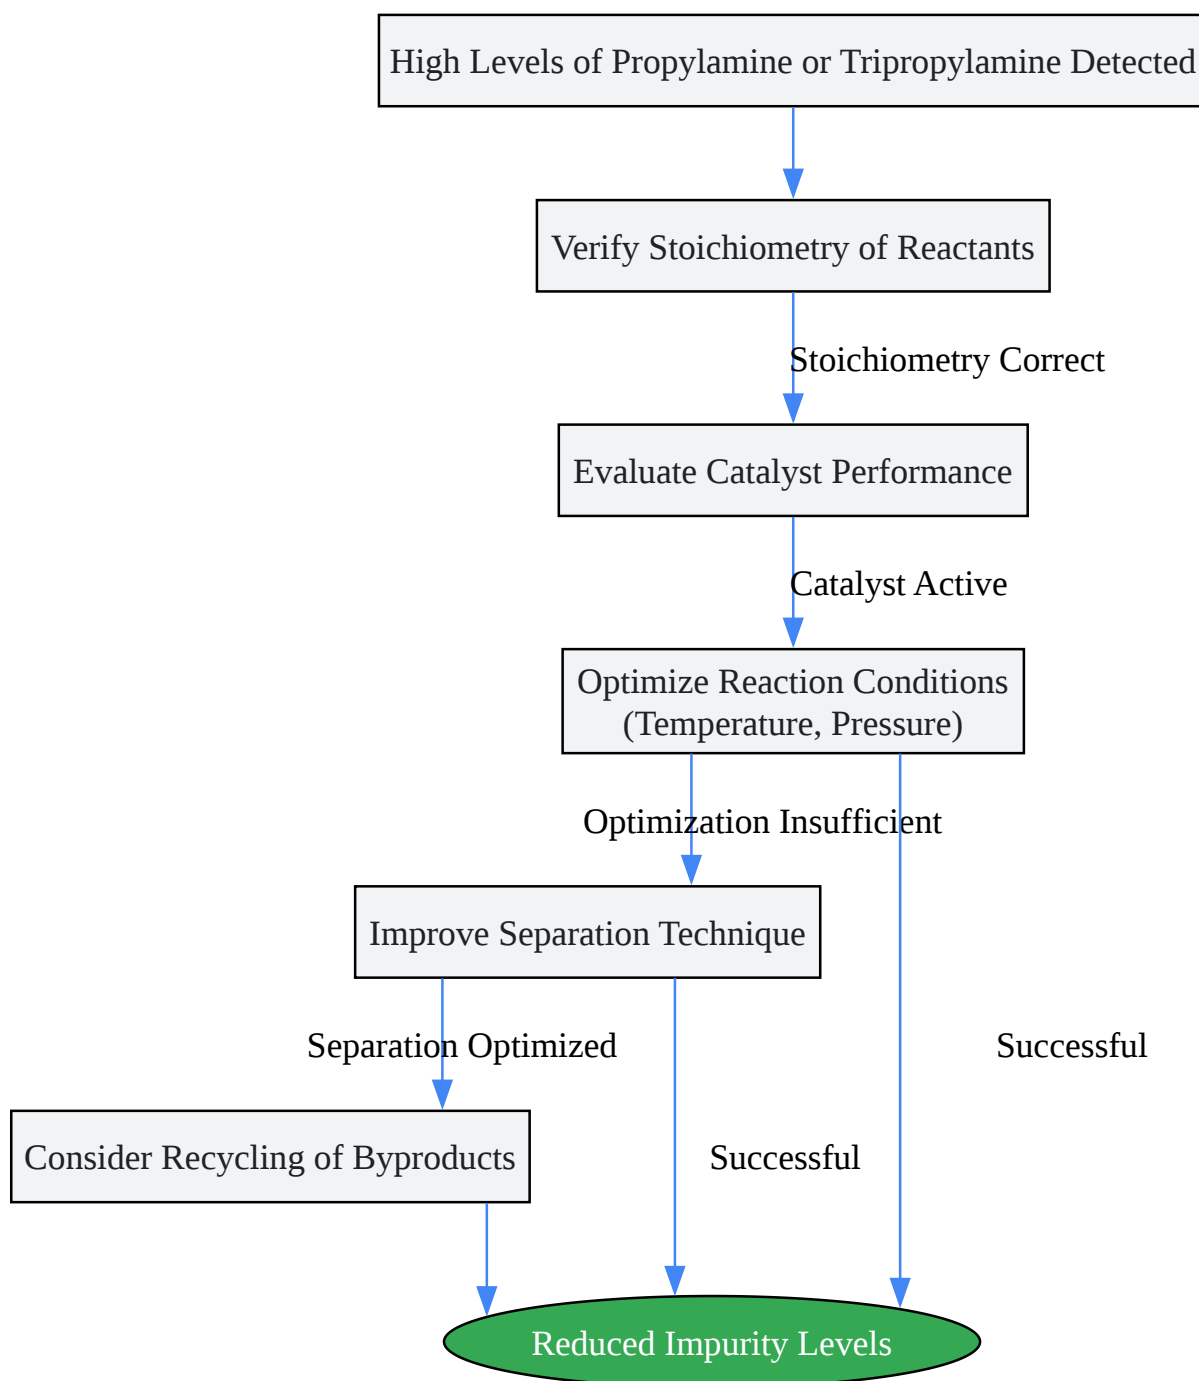 High Levels of Propylamine or Tripropylamine Detected
Verify Stoichiometry of Reactants
Stoichiometry Correct
Evaluate Catalyst Performance
Catalyst Active
Optimize Reaction Conditions
(Temperature, Pressure)
Optimization Insufficient
Improve Separation Technique
Separation Optimized
Successful
Consider Recycling of Byproducts
Successful
Reduced Impurity Levels